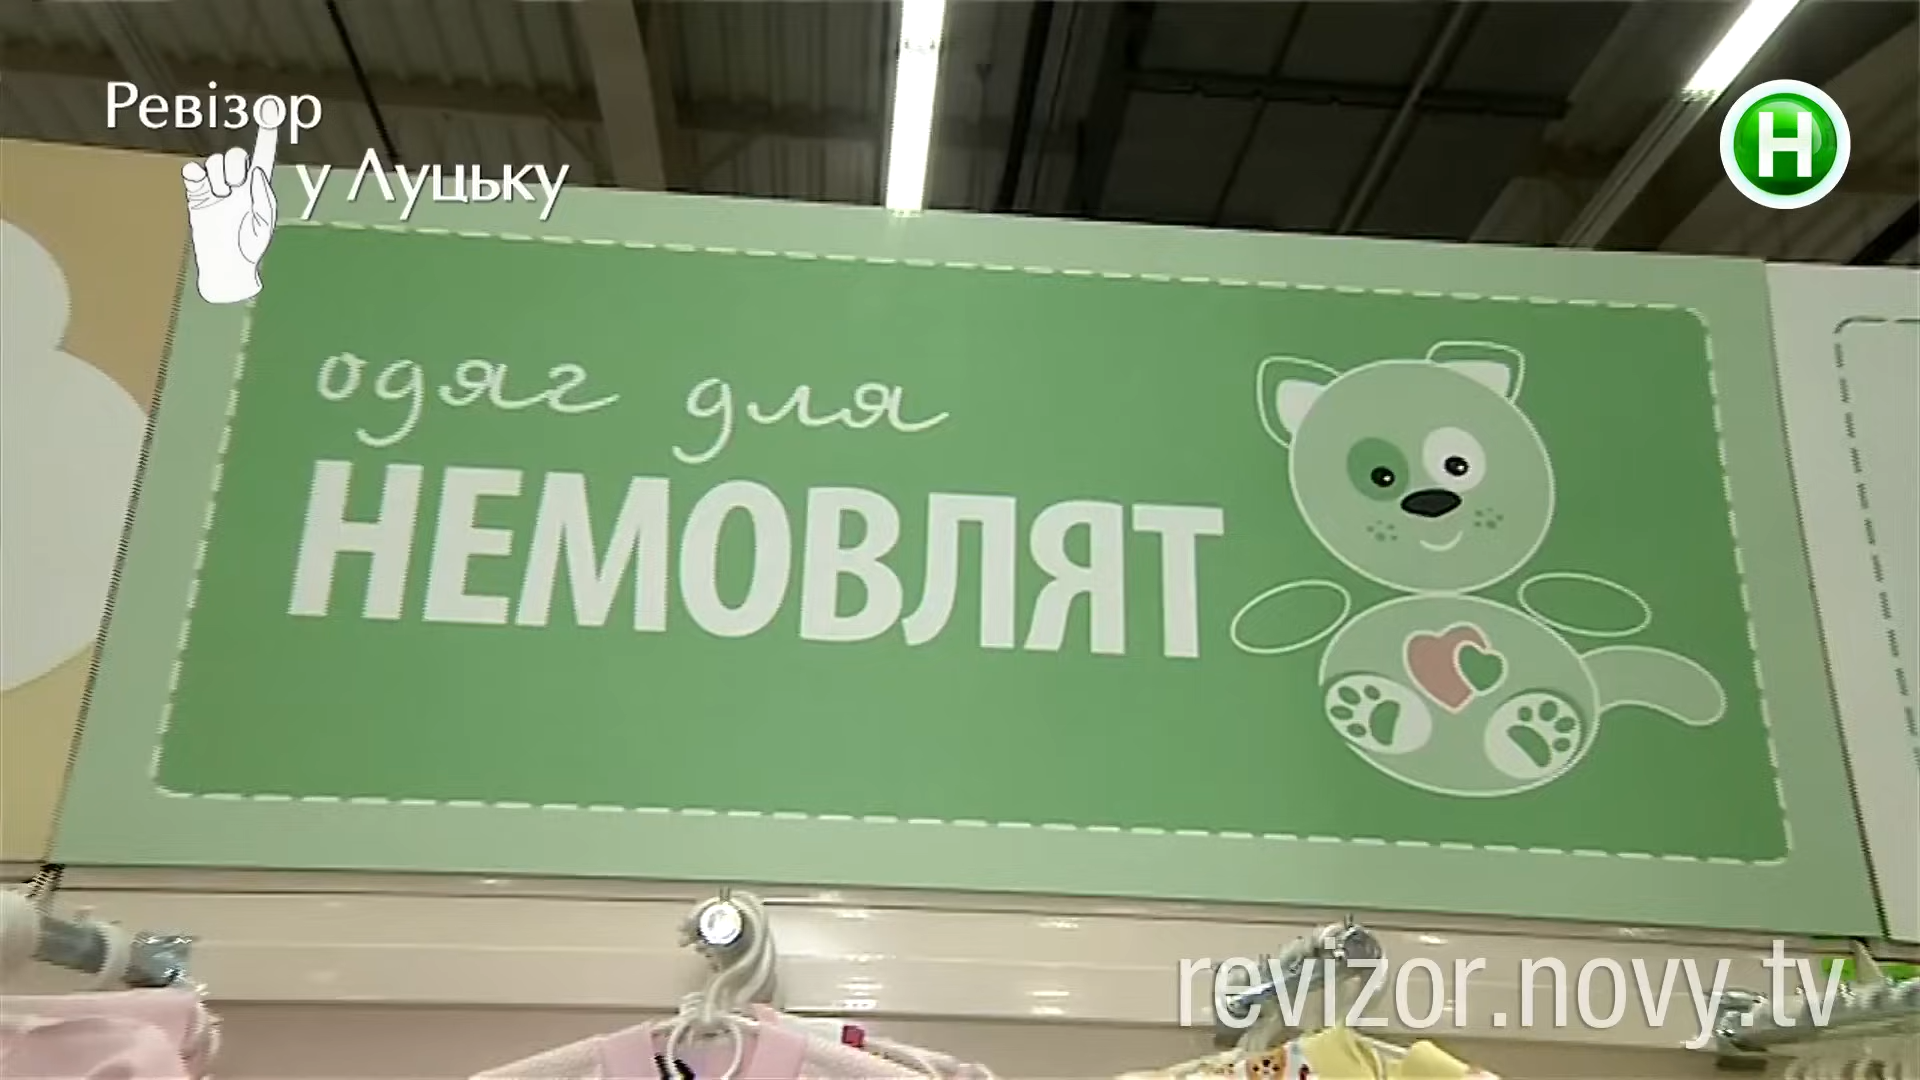 Ревізор
у Луцьку
Н
одяг для
НЕМОВЛЯТ
revizor.novy.tv